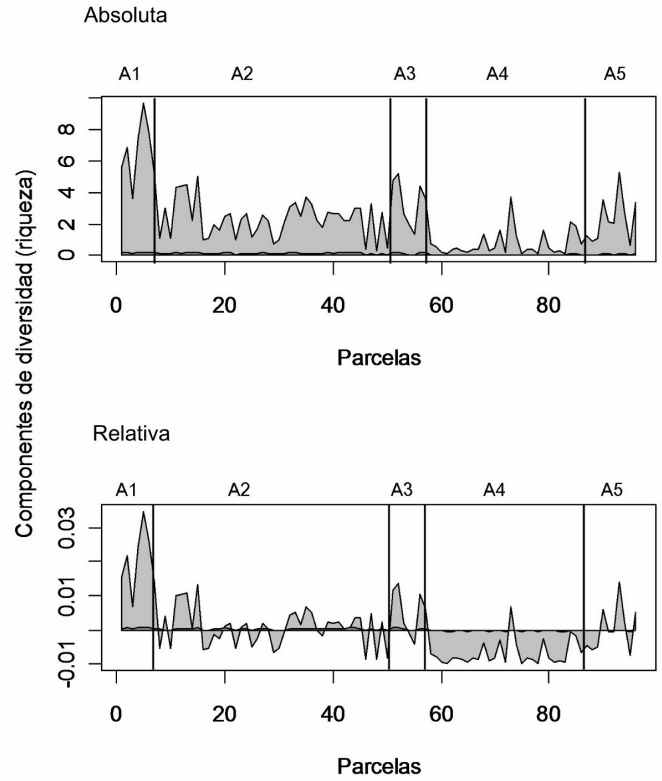 Absoluta
A1 A2 A3 A4 A5
8
6
4
2
0
0 20 40 60 80
Parcelas
Componentes de diversidad (riqueza)
Relativa
A1 A2 A3 A4 A5
0.03
0.01
-0.01
0 20 40 60 80
Parcelas